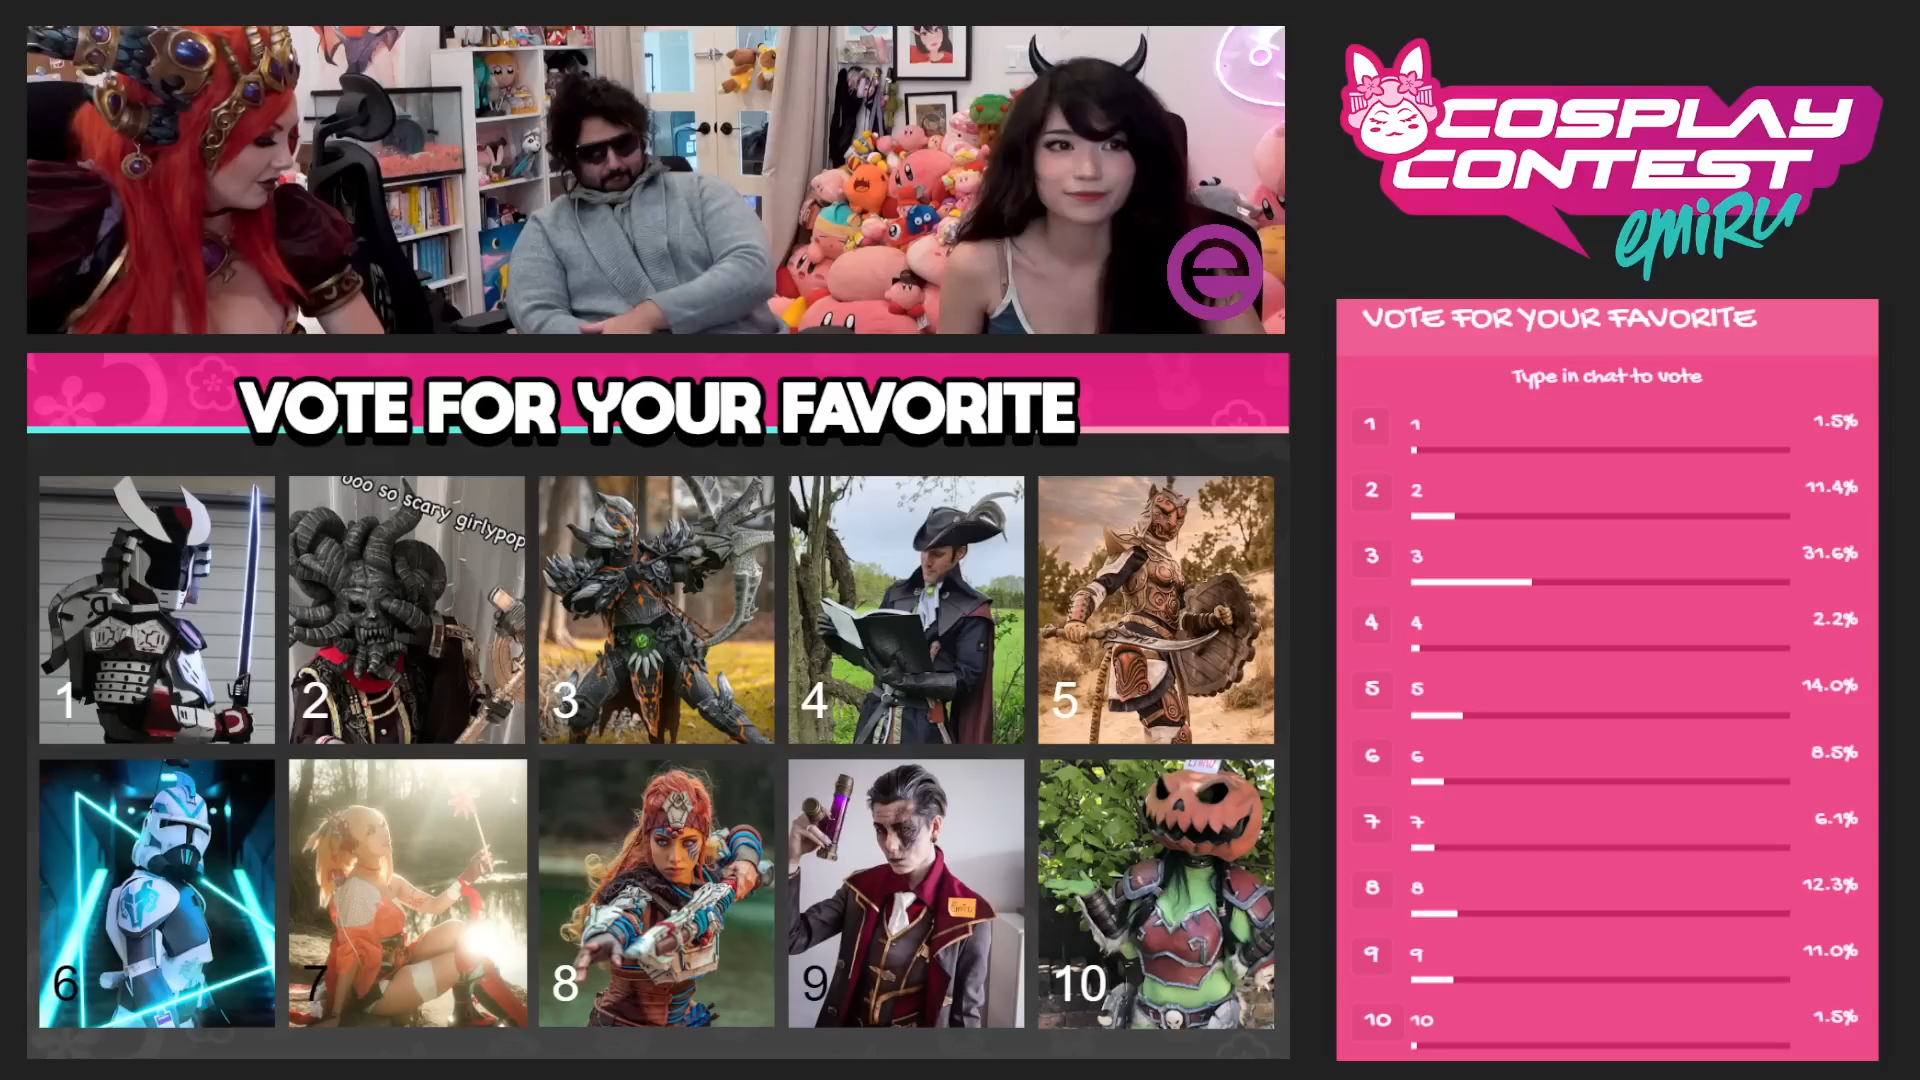 COSPLAY
CONTEST
emiru
e
VOTE FOR YOUR FAVORITE
ooo so scary girlypop
1
2
3
4
5
6
7
8
9
Emiru
10
VOTE FOR YOUR FAVORITE
Type in chat to vote
1 1 1.5%
2 2 11.4%
3 3 31.6%
4 4 2.2%
5 5 14.0%
6 6 8.5%
7 7 6.1%
8 8 12.3%
9 9 11.0%
10 10 1.5%